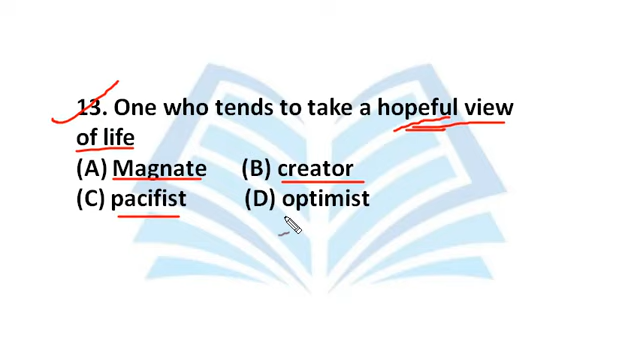 13. One who tends to take a hopeful view
of life
(A) Magnate (B) creator
(C) pacifist (D) optimist